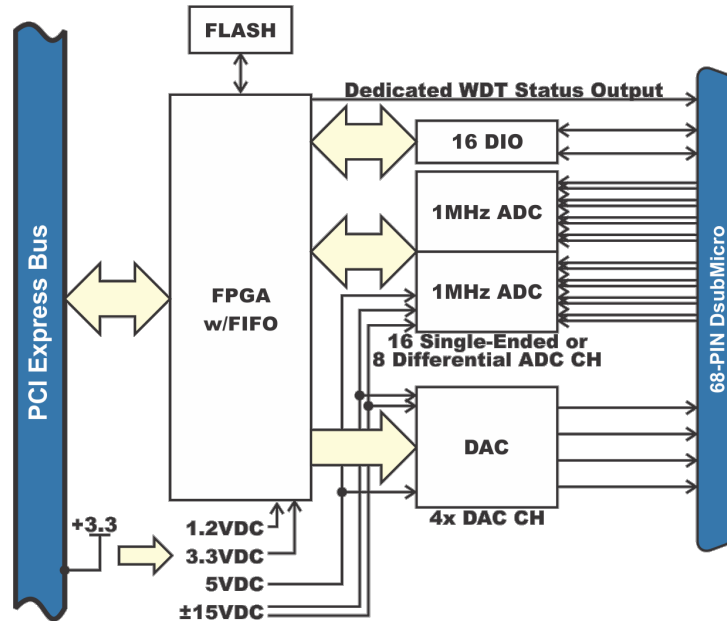 FLASH
Dedicated WDT Status Output
16 DIO
1MHz ADC
FPGA
w/FIFO
1MHz ADC
16 Single-Ended or
8 Differential ADC CH
DAC
4x DAC CH
PCI Express Bus
68-PIN DsubMicro
+3.3
1.2VDC
3.3VDC
5VDC
±15VDC